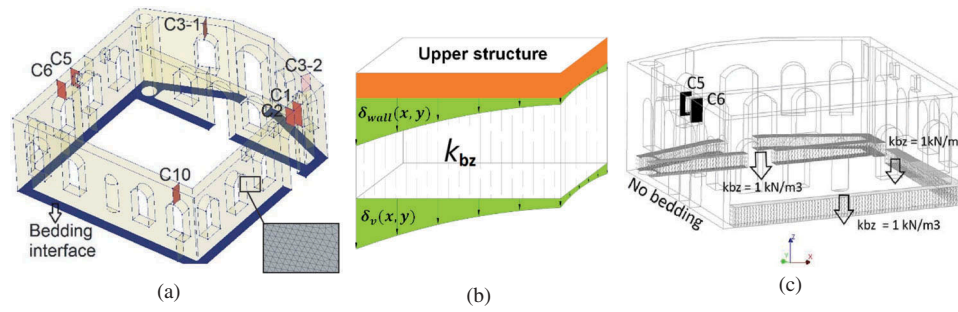 C3-1
C5
C6
C3-2
C1
C2
C10
Bedding
interface
(a)
Upper structure
δwall(x, y)
kbz
δv(x, y)
(b)
(c)
C5
C6
kbz = 1kN/m
kbz = 1 kN/m3
No bedding
kbz = 1 kN/m3
Z
Y
X